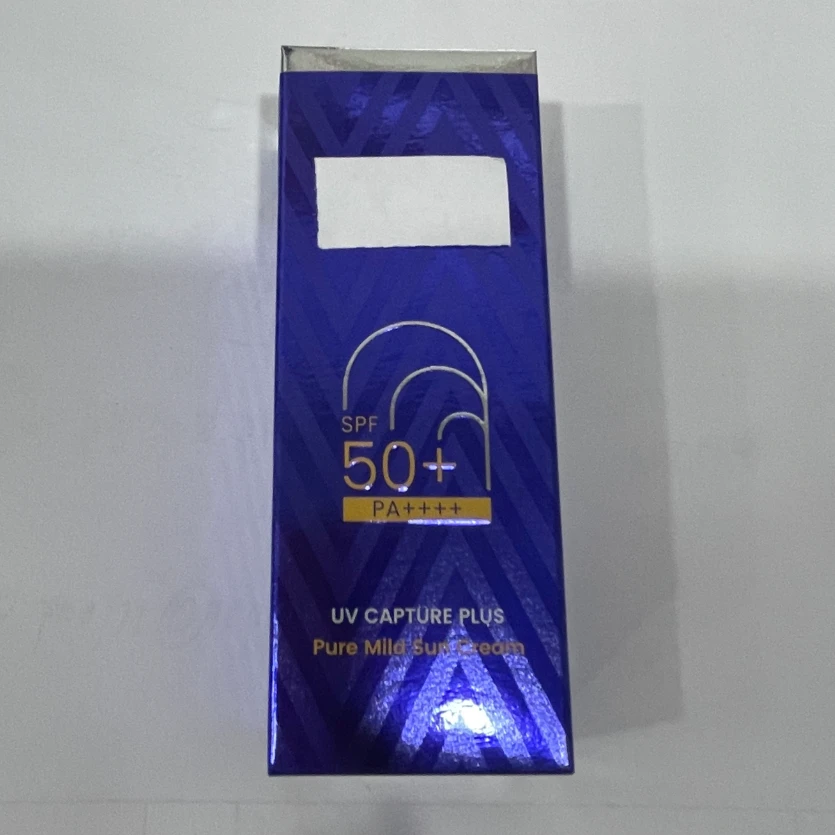 SPF
50+
PA++++
UV CAPTURE PLUS
Pure Mild Sun Cream